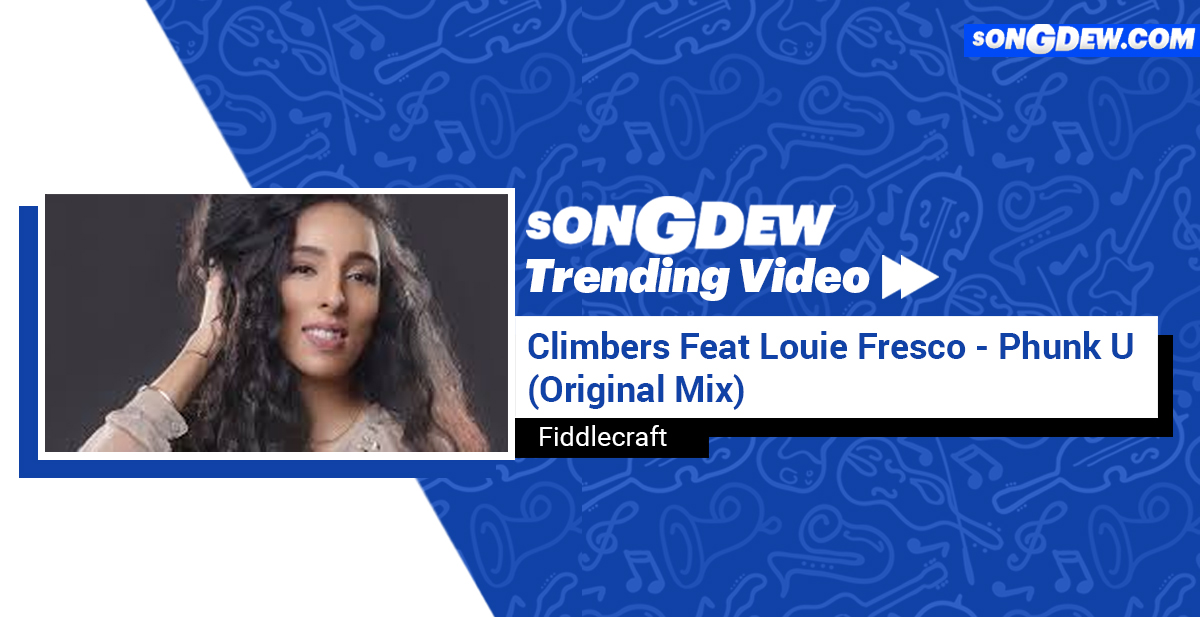 SONGDEW.COM
SONGDEW
Trending Video
Climbers Feat Louie Fresco - Phunk U
(Original Mix)
Fiddlecraft